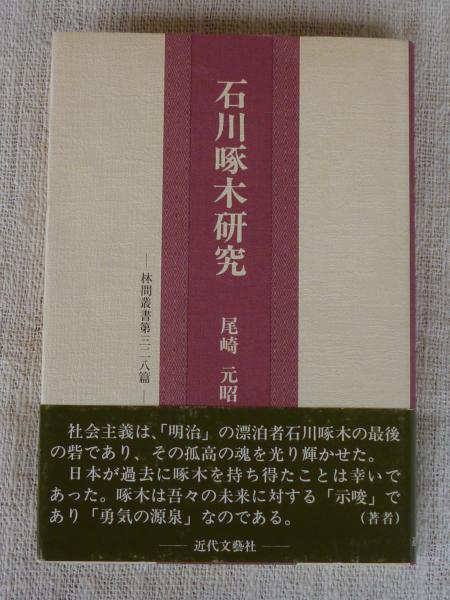 石川啄木研究
尾崎 元昭
―林間叢書第三二八篇―
社会主義は、「明治」の漂泊者石川啄木の最後
の砦であり、その孤高の魂を光り輝かせた。
日本が過去に啄木を持ち得たことは幸いで
あった。啄木は吾々の未来に対する「示唆」で
あり「勇気の源泉」なのである。 (著者)
― 近代文藝社 ―